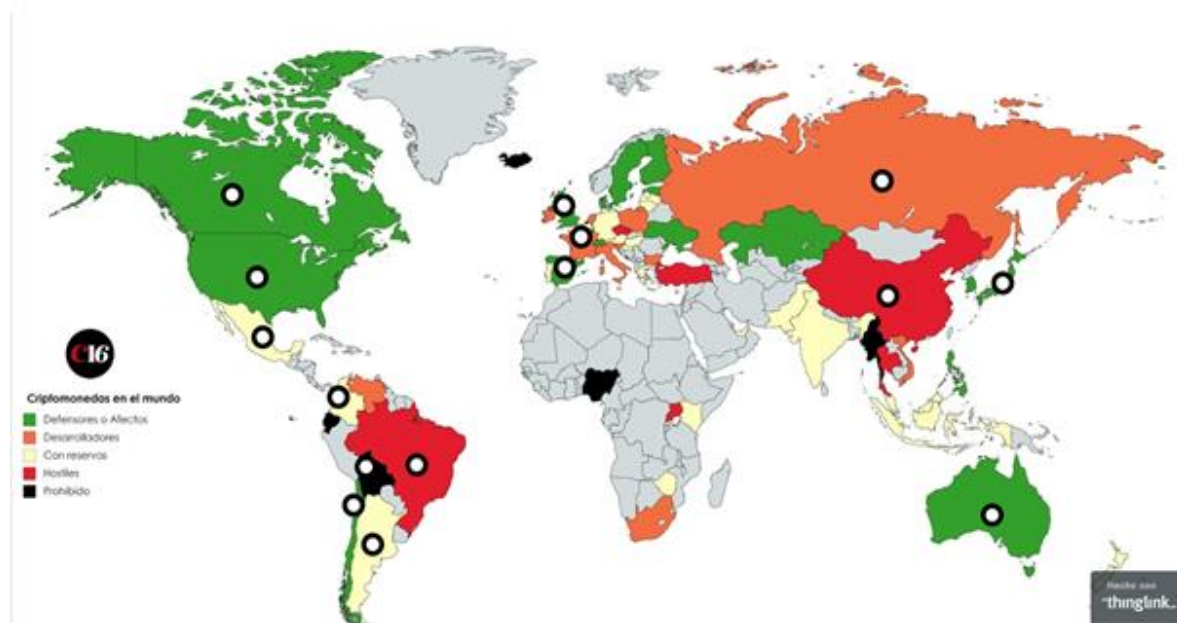 C16
Criptomonedas en el mundo
Defensores o Afectos
Desarrolladores
Con reservas
Hostiles
Prohibido
Hecho con
thinglink..